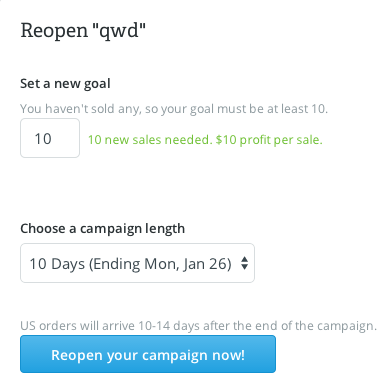 Reopen "qwd"
Set a new goal
You haven't sold any, so your goal must be at least 10.
10 10 new sales needed. $10 profit per sale.
Choose a campaign length
10 Days (Ending Mon, Jan 26)
US orders will arrive 10-14 days after the end of the campaign.
Reopen your campaign now!